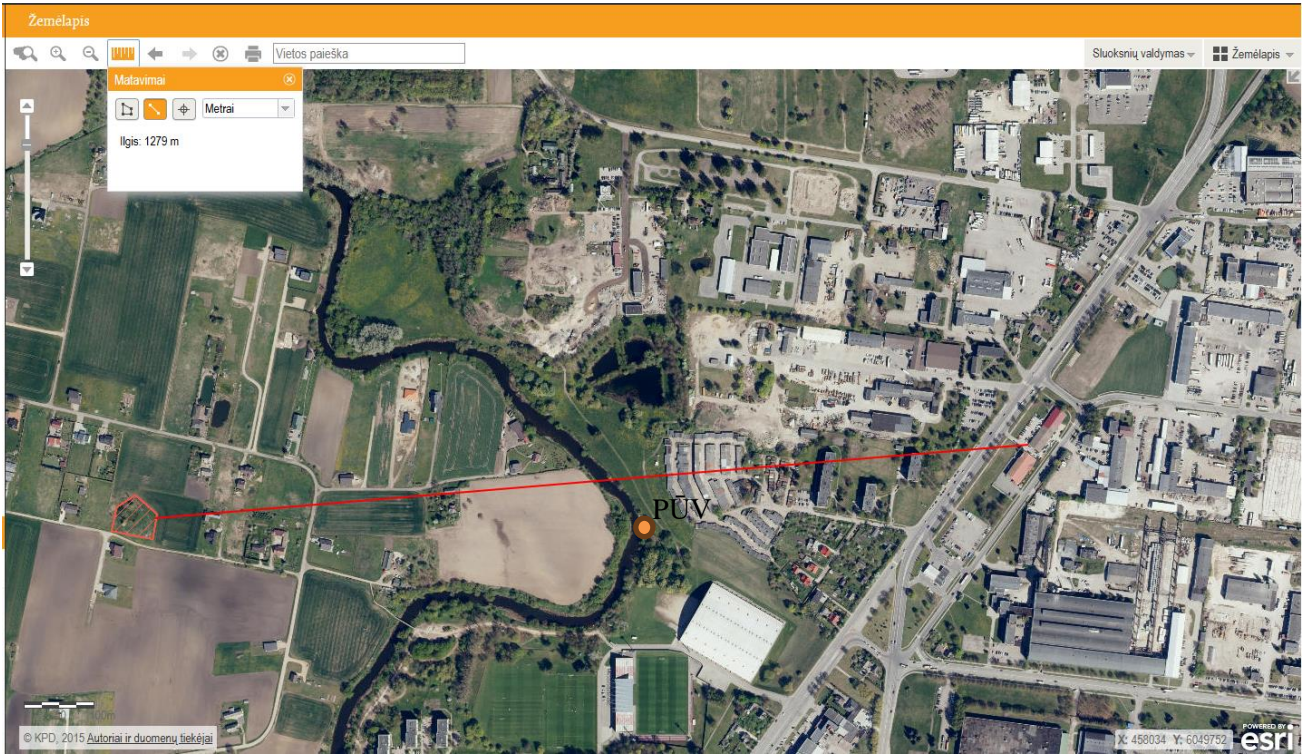 Žemėlapis
Vietos paieška
Sluoksnių valdymas
Žemėlapis
Matavimai
Metrai
Ilgis: 1279 m
PŪV
© KPD, 2015 Autoriai ir duomenų tiekėjai
X: 458034 Y: 6049752
POWERED BY
esri